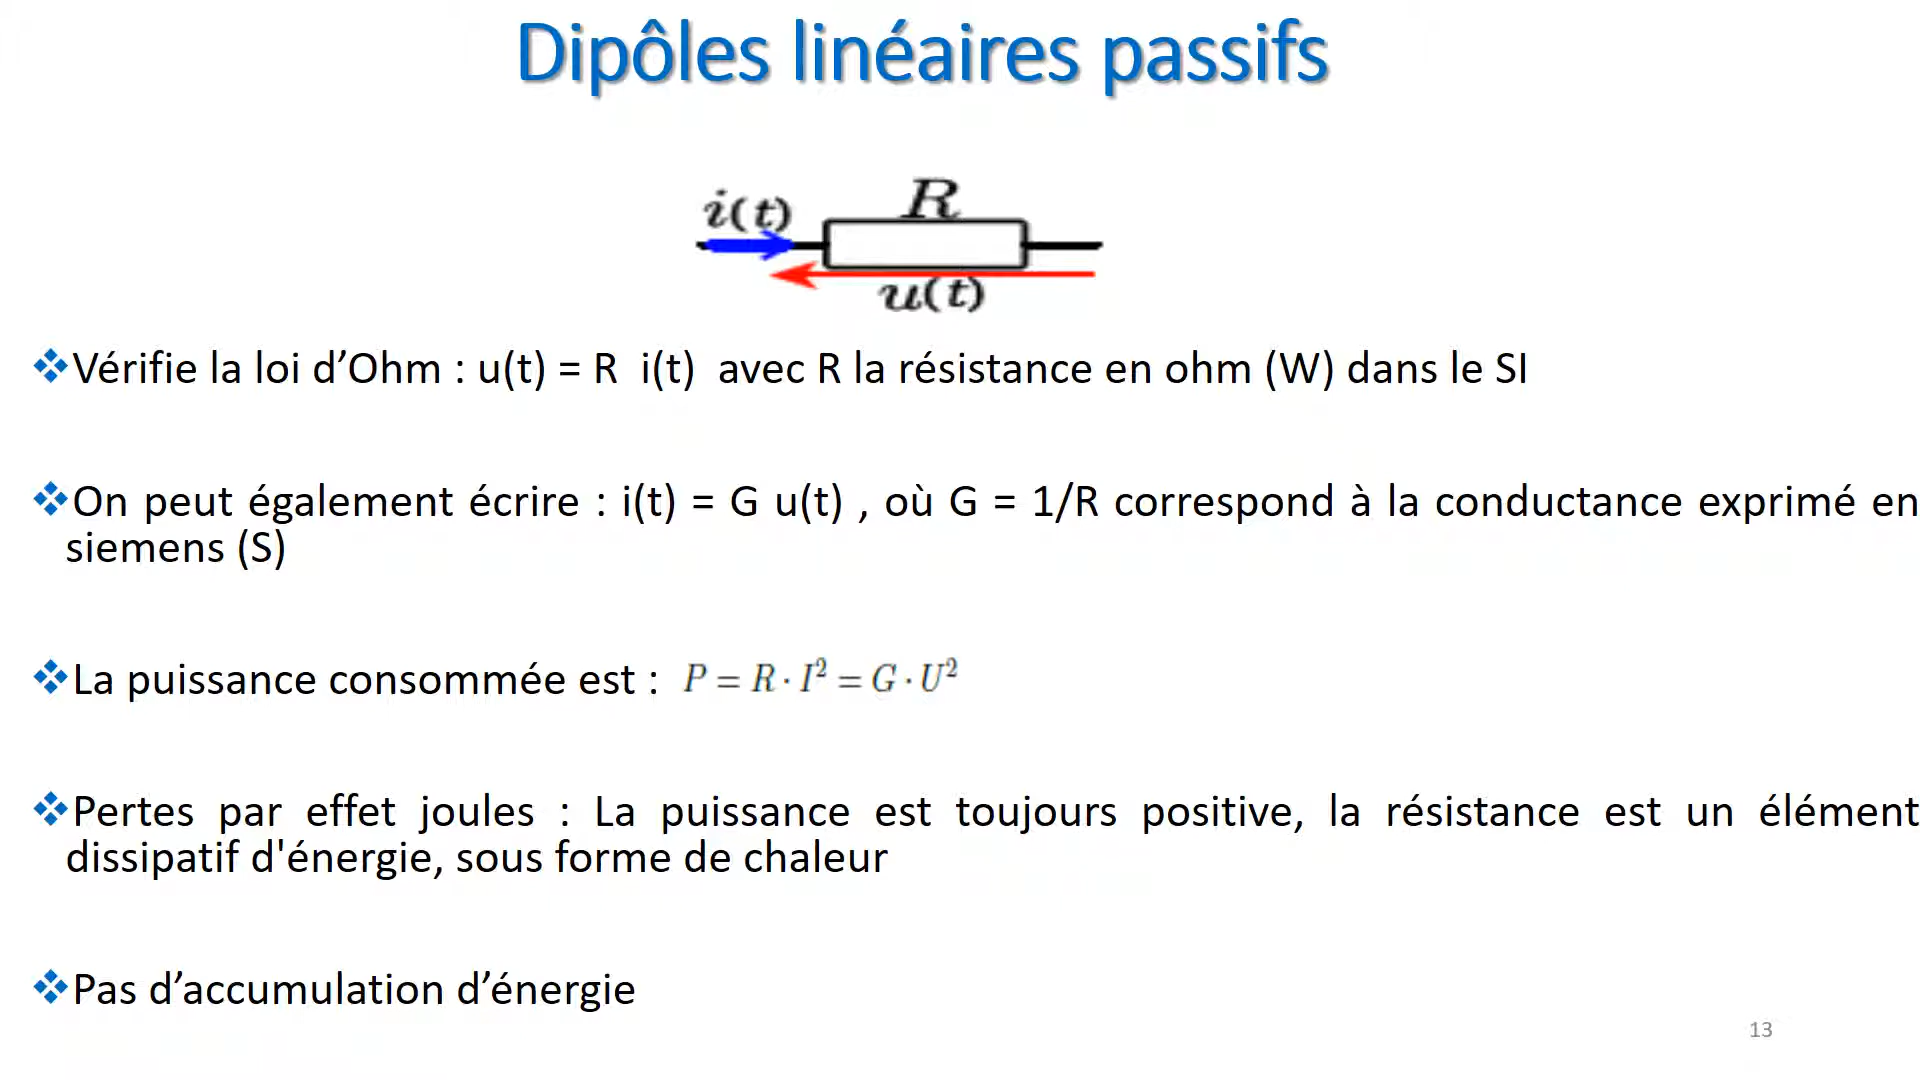 Dipôles linéaires passifs
i(t)
R
u(t)
❖Vérifie la loi d’Ohm : u(t) = R i(t) avec R la résistance en ohm (W) dans le SI
❖On peut également écrire : i(t) = G u(t) , où G = 1/R correspond à la conductance exprimé en
siemens (S)
❖La puissance consommée est : P = R · I² = G · U²
❖Pertes par effet joules : La puissance est toujours positive, la résistance est un élément
dissipatif d'énergie, sous forme de chaleur
❖Pas d’accumulation d’énergie
13